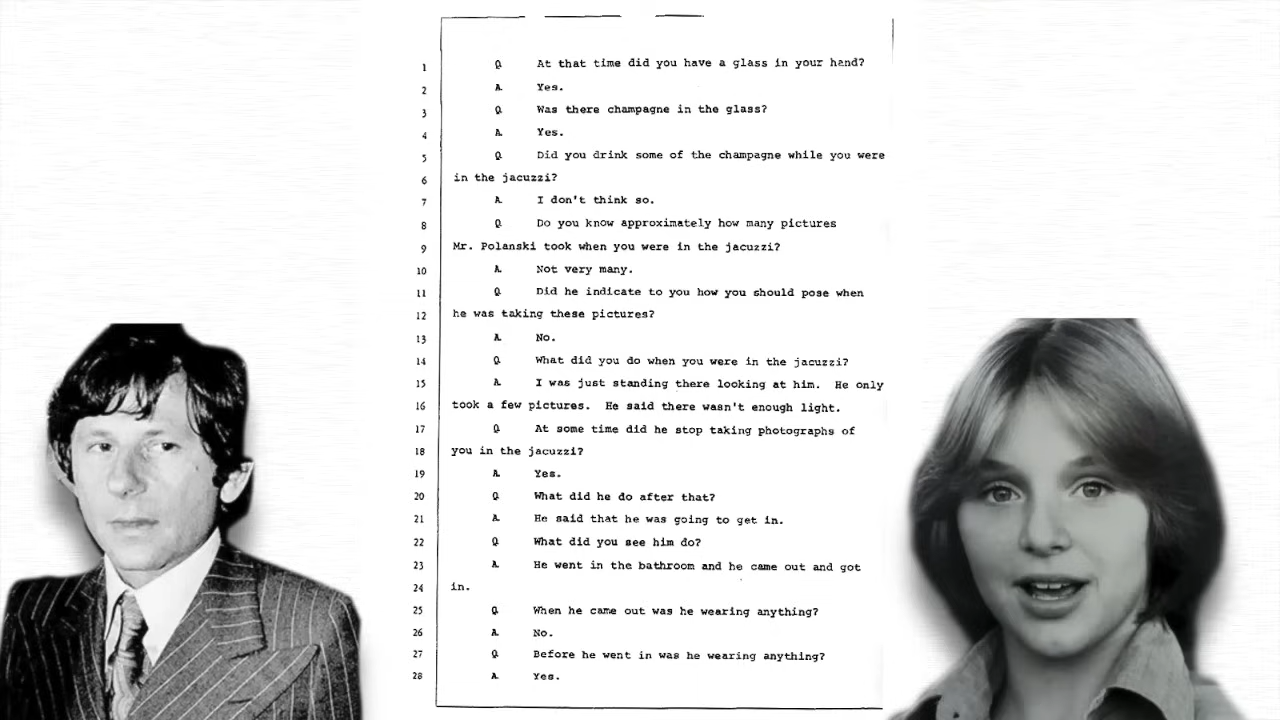 1 Q At that time did you have a glass in your hand?
2 A Yes.
3 Q Was there champagne in the glass?
4 A Yes.
5 Q Did you drink some of the champagne while you were
6 in the jacuzzi?
7 A I don't think so.
8 Q Do you know approximately how many pictures
9 Mr. Polanski took when you were in the jacuzzi?
10 A Not very many.
11 Q Did he indicate to you how you should pose when
12 he was taking these pictures?
13 A No.
14 Q What did you do when you were in the jacuzzi?
15 A I was just standing there looking at him. He only
16 took a few pictures. He said there wasn't enough light.
17 Q At some time did he stop taking photographs of
18 you in the jacuzzi?
19 A Yes.
20 Q What did he do after that?
21 A He said that he was going to get in.
22 Q What did you see him do?
23 A He went in the bathroom and he came out and got
24 in.
25 Q When he came out was he wearing anything?
26 A No.
27 Q Before he went in was he wearing anything?
28 A Yes.